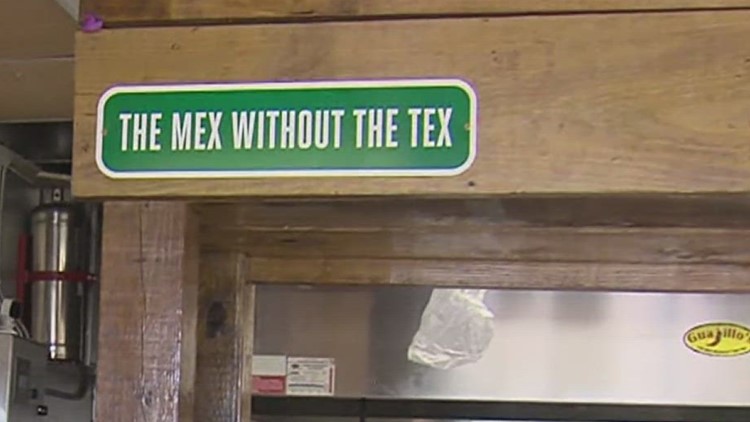 THE MEX WITHOUT THE TEX
Guajillo's